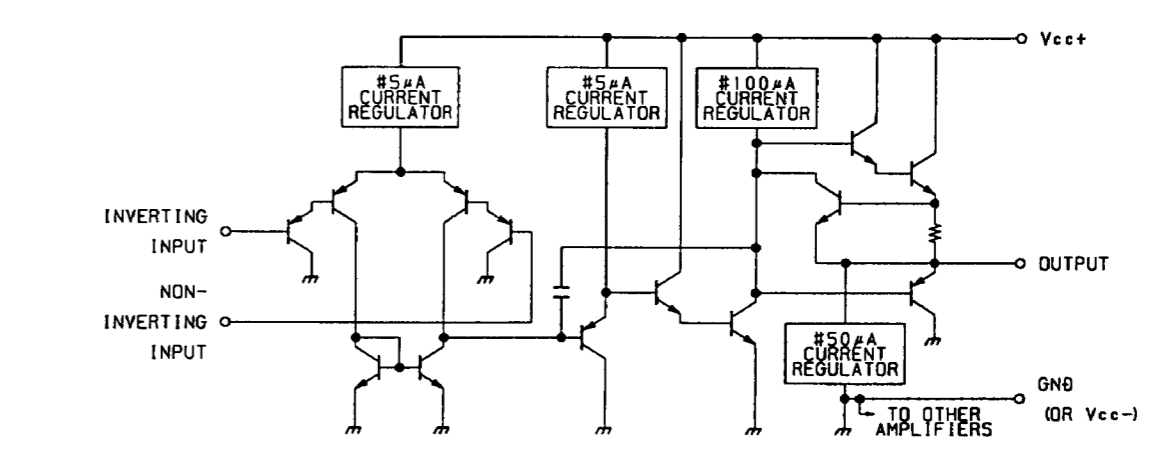 Vcc+
#5μA
CURRENT
REGULATOR
#5μA
CURRENT
REGULATOR
#100μA
CURRENT
REGULATOR
INVERTING
INPUT
NON-
INVERTING
INPUT
OUTPUT
#50μA
CURRENT
REGULATOR
GND
(OR Vcc-)
TO OTHER
AMPLIFIERS